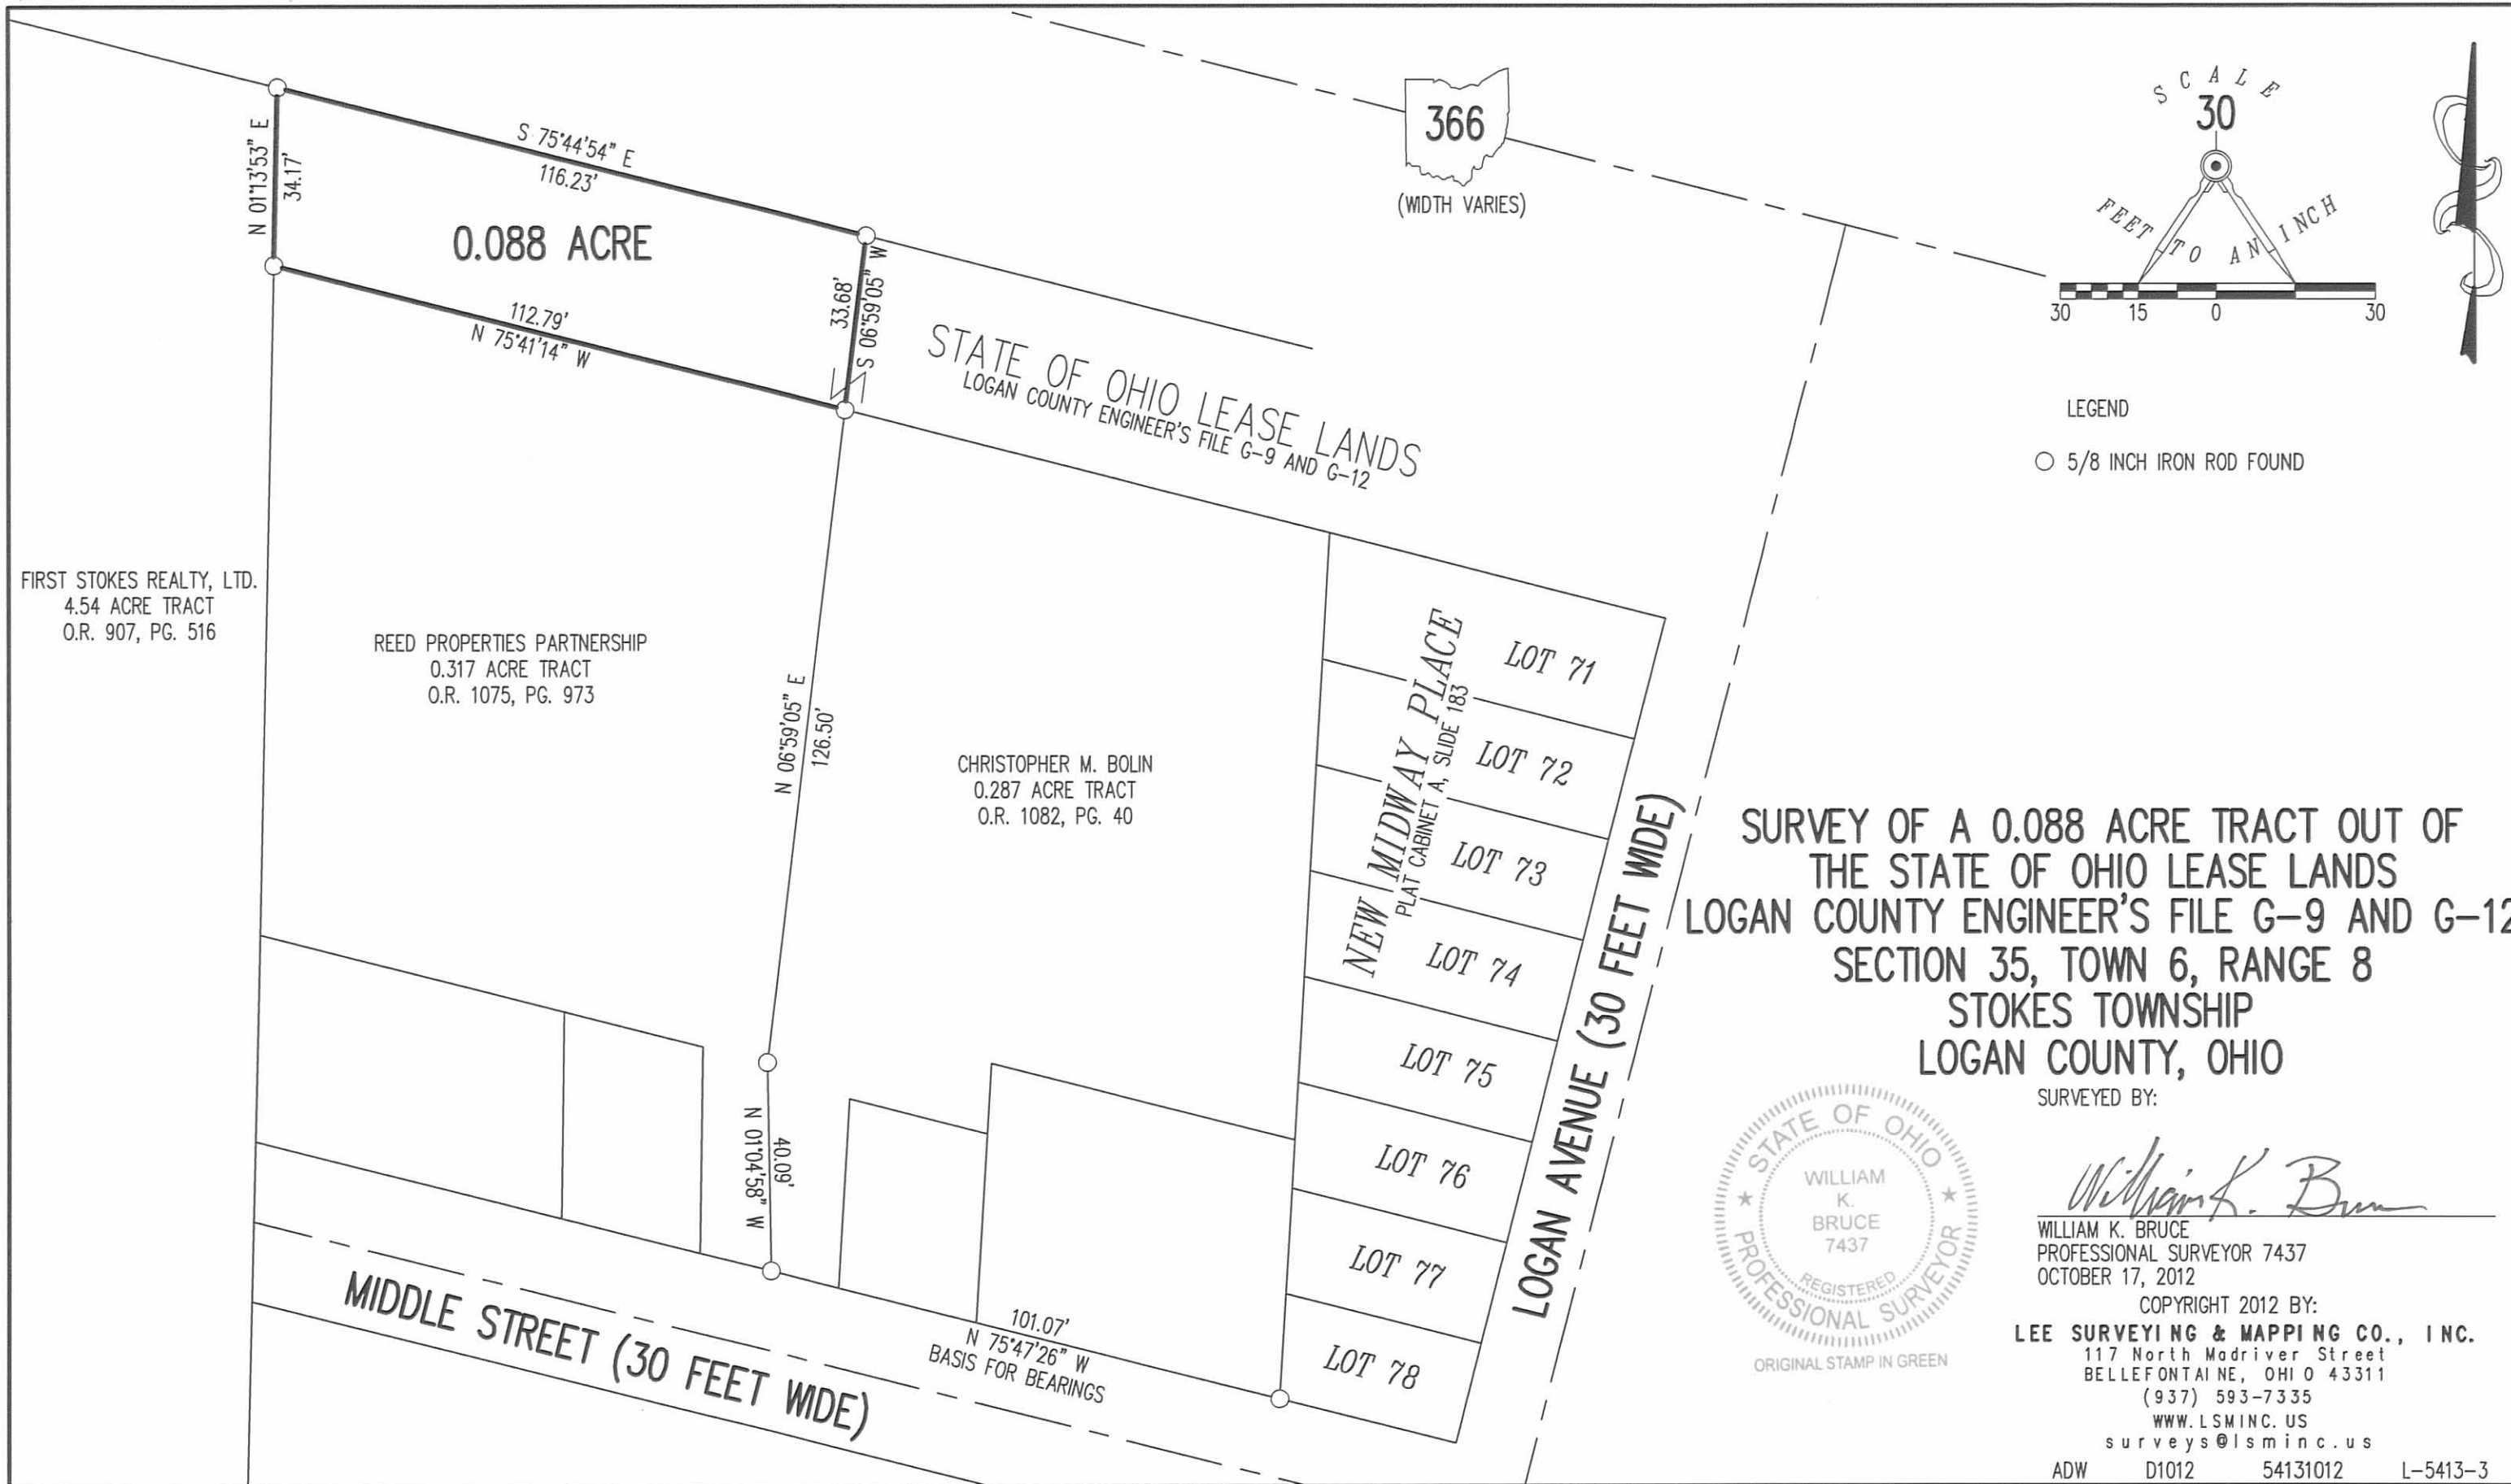 N 01°13'53" E
34.17'
S 75°44'54" E
116.23'
0.088 ACRE
112.79'
N 75°41'14" W
33.68'
S 06°59'05" W
366
(WIDTH VARIES)
SCALE
30
FEET TO AN INCH
30 15 0 30
LEGEND
5/8 INCH IRON ROD FOUND
STATE OF OHIO LEASE LANDS
LOGAN COUNTY ENGINEER'S FILE G-9 AND G-12
FIRST STOKES REALTY, LTD.
4.54 ACRE TRACT
O.R. 907, PG. 516
REED PROPERTIES PARTNERSHIP
0.317 ACRE TRACT
O.R. 1075, PG. 973
N 06°59'05" E
126.50'
CHRISTOPHER M. BOLIN
0.287 ACRE TRACT
O.R. 1082, PG. 40
NEW MIDWAY PLACE
PLAT CABINET A, SLIDE 183
LOT 71
LOT 72
LOT 73
LOT 74
LOT 75
LOT 76
LOT 77
LOT 78
LOGAN AVENUE (30 FEET WIDE)
40.09'
N 01°04'58" W
101.07'
N 75°47'26" W
BASIS FOR BEARINGS
MIDDLE STREET (30 FEET WIDE)
SURVEY OF A 0.088 ACRE TRACT OUT OF
THE STATE OF OHIO LEASE LANDS
LOGAN COUNTY ENGINEER'S FILE G-9 AND G-12
SECTION 35, TOWN 6, RANGE 8
STOKES TOWNSHIP
LOGAN COUNTY, OHIO
SURVEYED BY:
STATE OF OHIO
WILLIAM
K.
BRUCE
7437
REGISTERED
PROFESSIONAL SURVEYOR
ORIGINAL STAMP IN GREEN
William K. Bruce
WILLIAM K. BRUCE
PROFESSIONAL SURVEYOR 7437
OCTOBER 17, 2012
COPYRIGHT 2012 BY:
LEE SURVEYING & MAPPING CO., INC.
117 North Madriver Street
BELLEFONTAINE, OHIO 43311
(937) 593-7335
WWW.LSMINC.US
surveys@lsminc.us
ADW D1012 54131012 L-5413-3